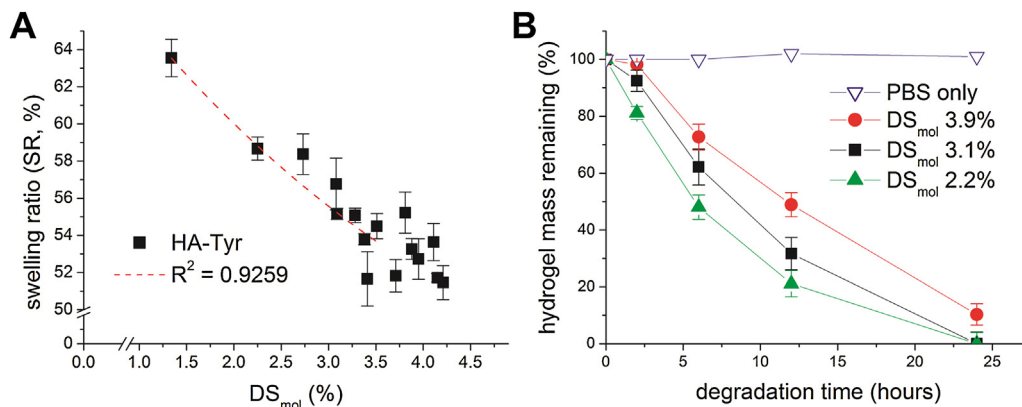 A
swelling ratio (SR, %)
64
62
60
58
56
54
52
50
0
HA-Tyr
R² = 0.9259
0.0
1.0
1.5
2.0
2.5
3.0
3.5
4.0
4.5
DSmol (%)
B
hydrogel mass remaining (%)
100
80
60
40
20
0
PBS only
DSmol 3.9%
DSmol 3.1%
DSmol 2.2%
0
5
10
15
20
25
degradation time (hours)